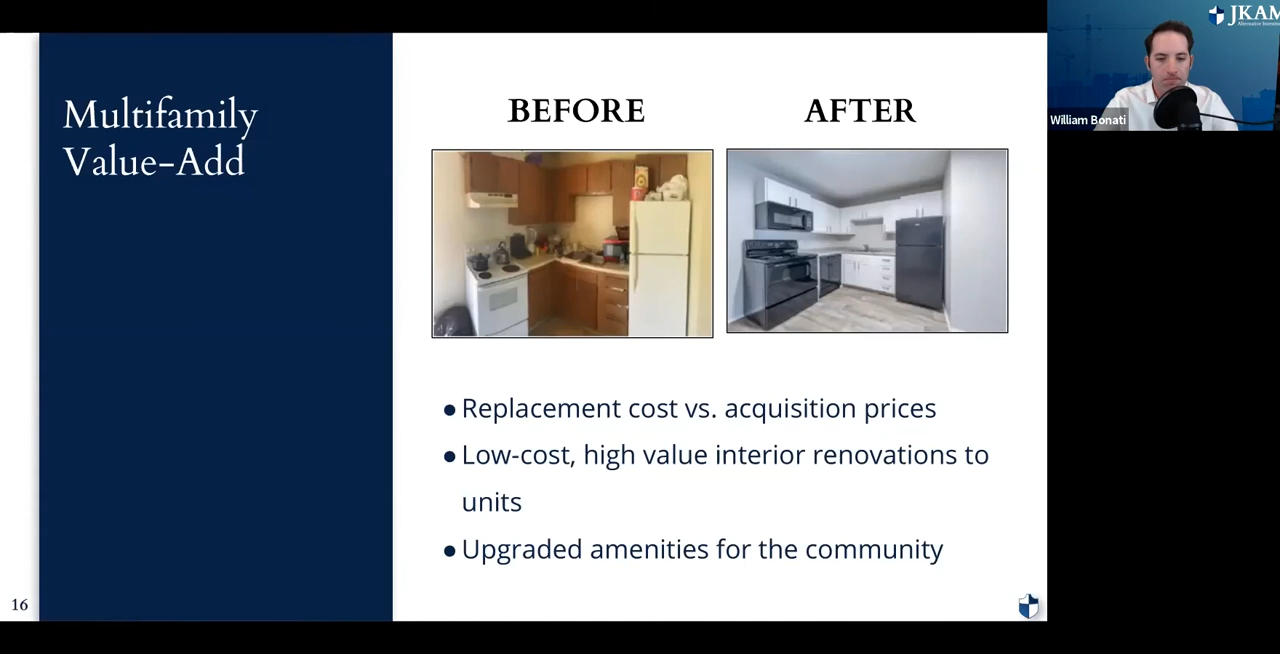 Multifamily
Value-Add
BEFORE
AFTER
● Replacement cost vs. acquisition prices
● Low-cost, high value interior renovations to
units
● Upgraded amenities for the community
16
JKAM
William Bonati